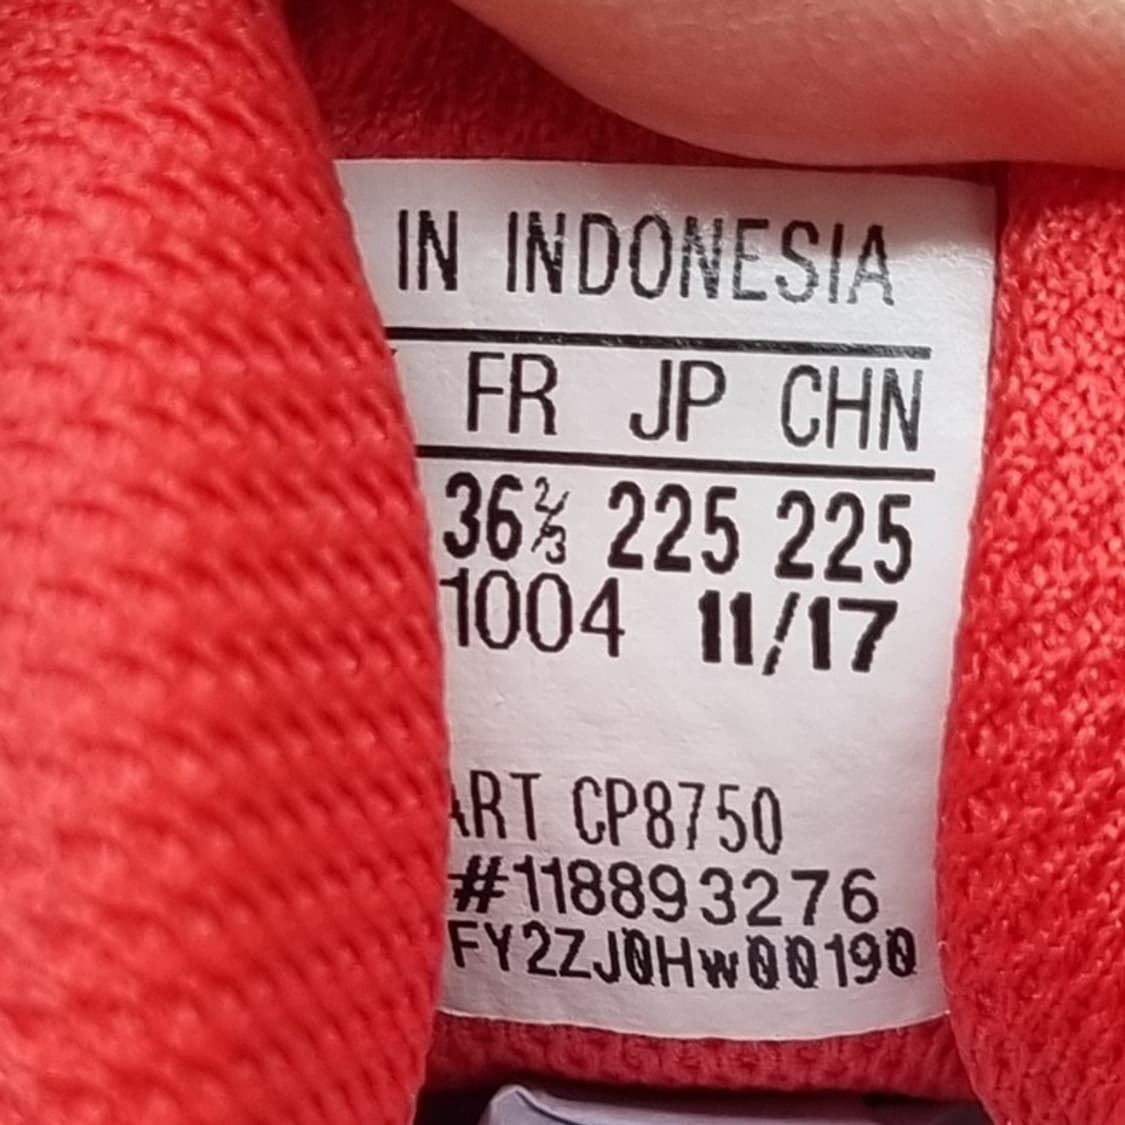 IN INDONESIA
FR JP CHN
36⅔ 225 225
1004 11/17
ART CP8750
#118893276
FY2ZJ0Hw00190